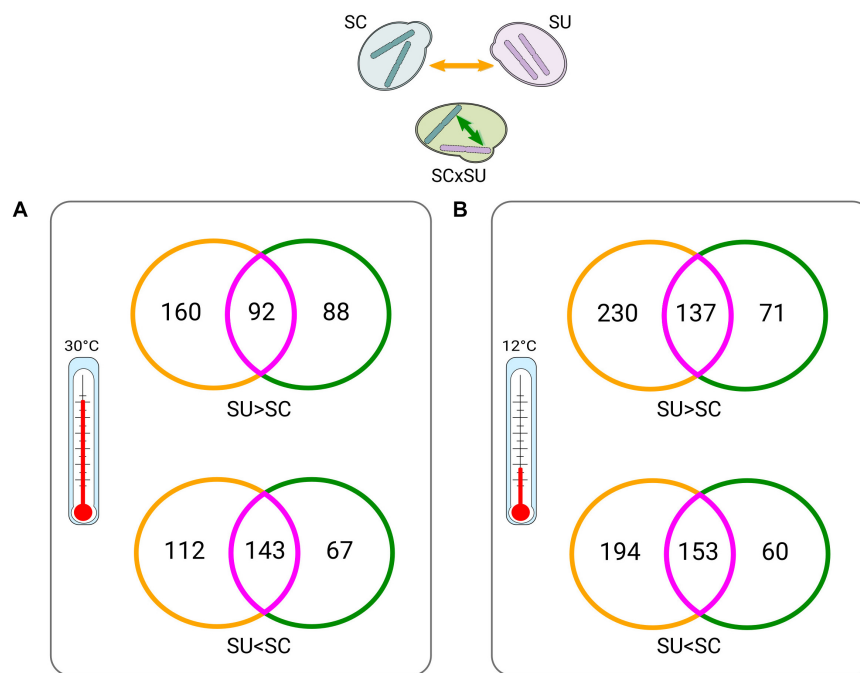 SC
SU
SCxSU
A
B
160 92 88
230 137 71
30°C
12°C
SU>SC
SU>SC
112 143 67
194 153 60
SU<SC
SU<SC